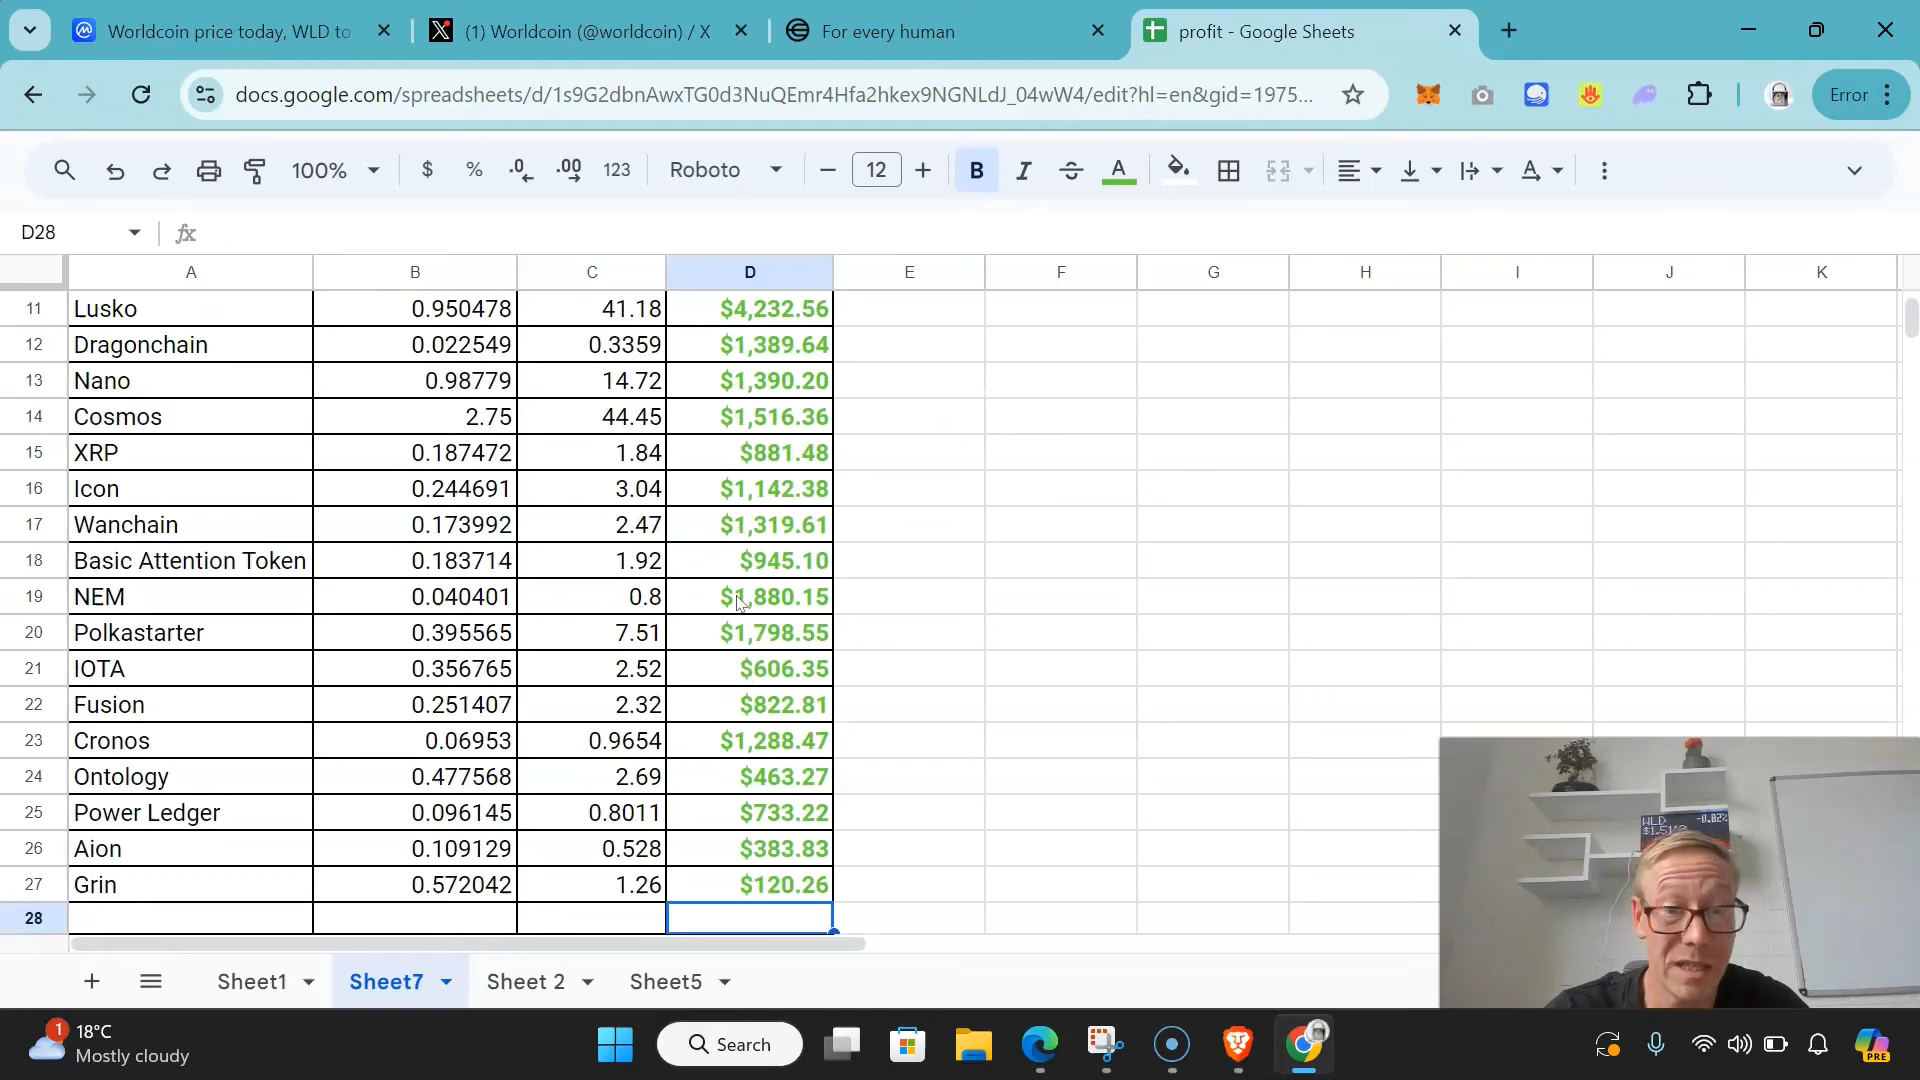 Worldcoin price today, WLD to
(1) Worldcoin (@worldcoin) / X
For every human
profit - Google Sheets
docs.google.com/spreadsheets/d/1s9G2dbnAwxTG0d3NuQEmr4Hfa2hkex9NGNLdJ_04wW4/edit?hl=en&gid=1975...
Error
100% $ % .0 .00 123 Roboto 12 B I A
D28 fx
A B C D E F G H I J K
11 Lusko 0.950478 41.18 $4,232.56
12 Dragonchain 0.022549 0.3359 $1,389.64
13 Nano 0.98779 14.72 $1,390.20
14 Cosmos 2.75 44.45 $1,516.36
15 XRP 0.187472 1.84 $881.48
16 Icon 0.244691 3.04 $1,142.38
17 Wanchain 0.173992 2.47 $1,319.61
18 Basic Attention Token 0.183714 1.92 $945.10
19 NEM 0.040401 0.8 $1,880.15
20 Polkastarter 0.395565 7.51 $1,798.55
21 IOTA 0.356765 2.52 $606.35
22 Fusion 0.251407 2.32 $822.81
23 Cronos 0.06953 0.9654 $1,288.47
24 Ontology 0.477568 2.69 $463.27
25 Power Ledger 0.096145 0.8011 $733.22
26 Aion 0.109129 0.528 $383.83
27 Grin 0.572042 1.26 $120.26
28
WLD -0.82%
Sheet1 Sheet7 Sheet 2 Sheet5
1 18°C
Mostly cloudy
Search
PRE